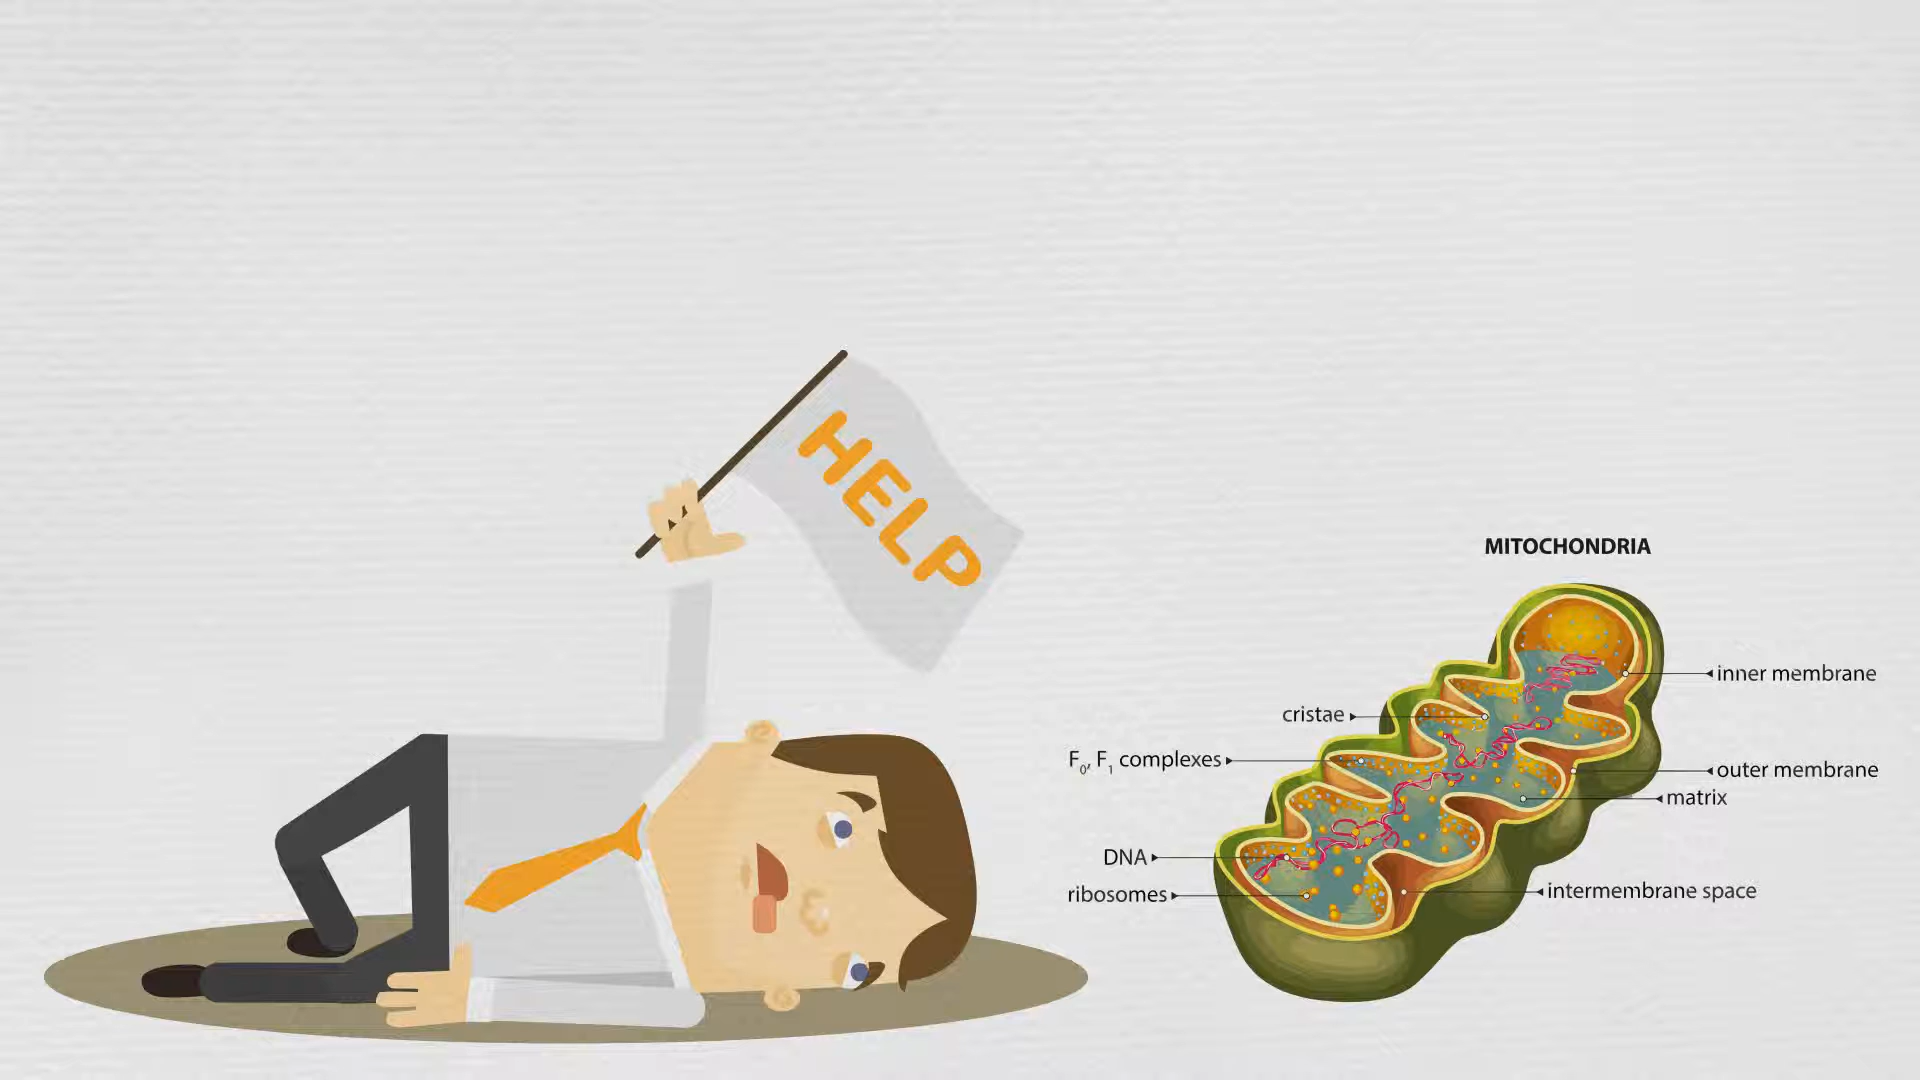 HELP
MITOCHONDRIA
inner membrane
cristae
F0, F1 complexes
outer membrane
matrix
DNA
ribosomes
intermembrane space